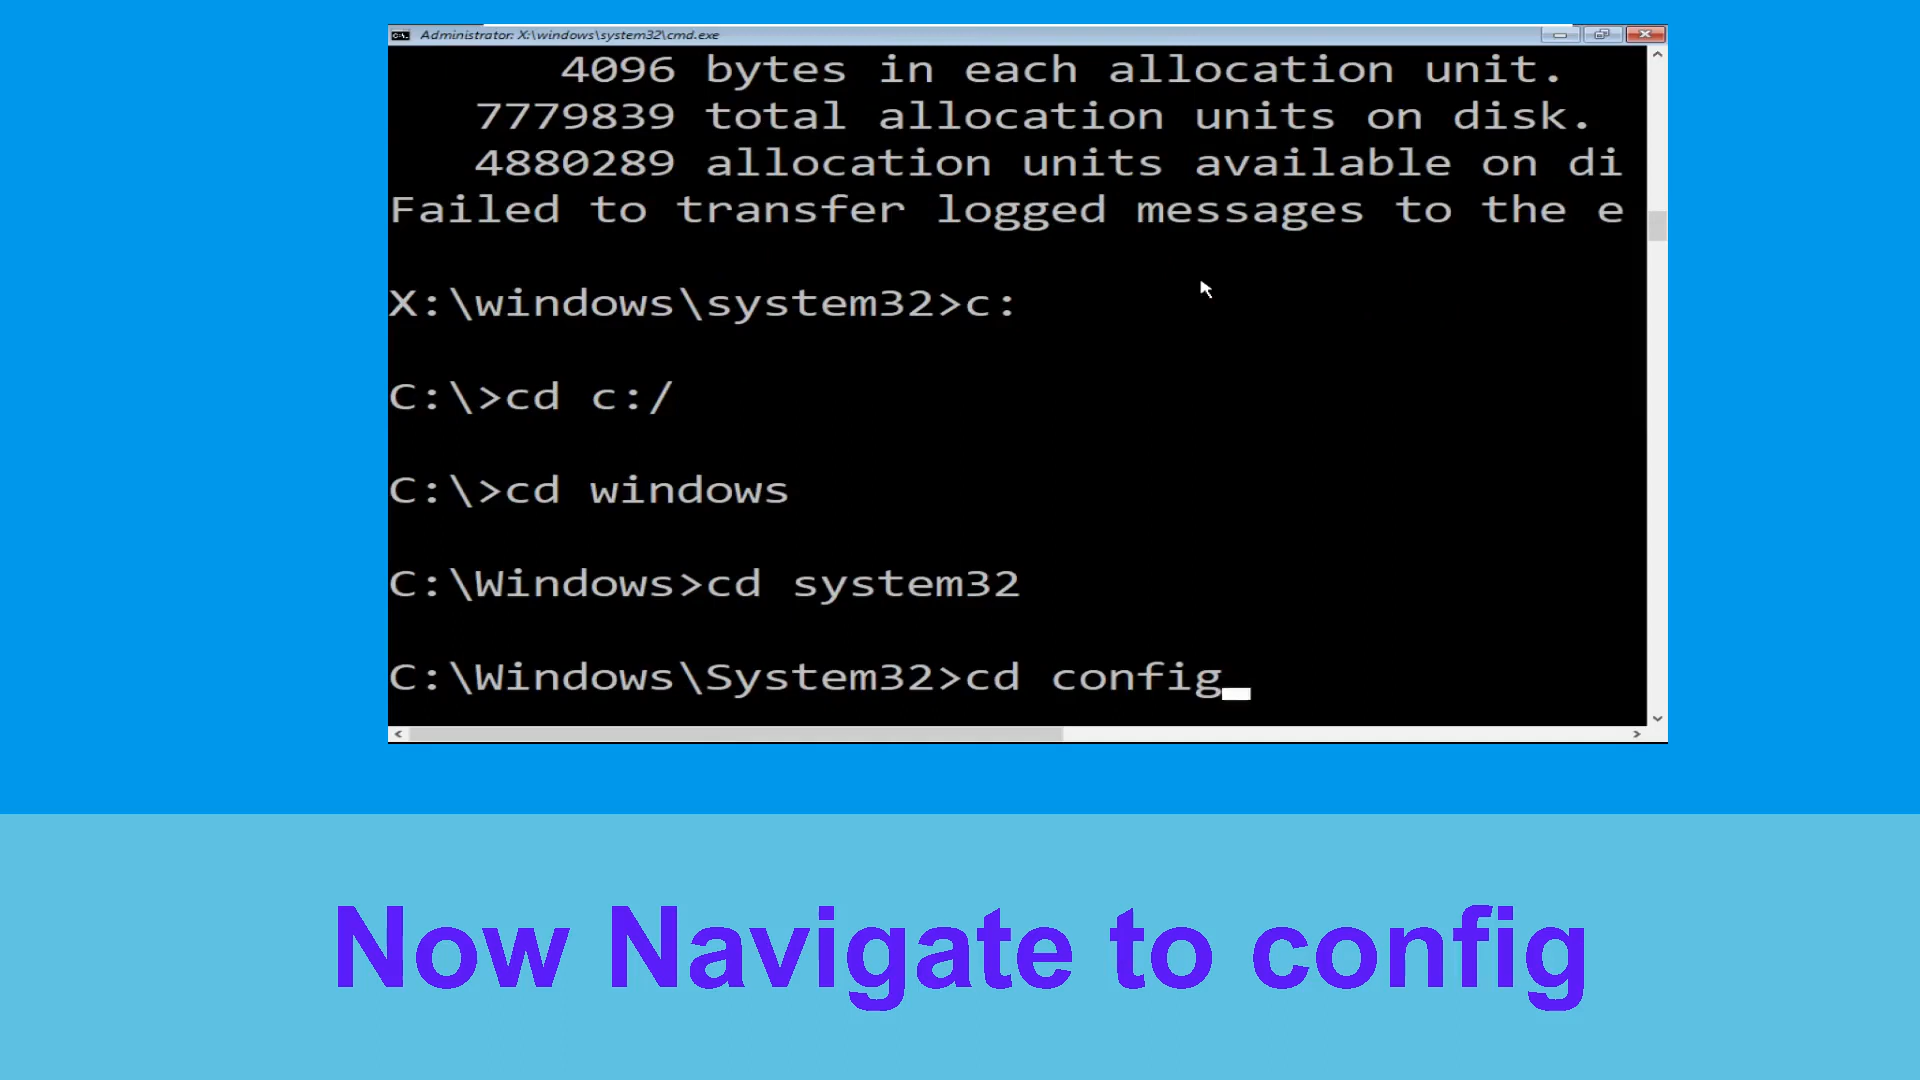 Administrator: X:\windows\system32\cmd.exe
4096 bytes in each allocation unit.
7779839 total allocation units on disk.
4880289 allocation units available on di
Failed to transfer logged messages to the e
X:\windows\system32>c:
C:\>cd c:/
C:\>cd windows
C:\Windows>cd system32
C:\Windows\System32>cd config
Now Navigate to config